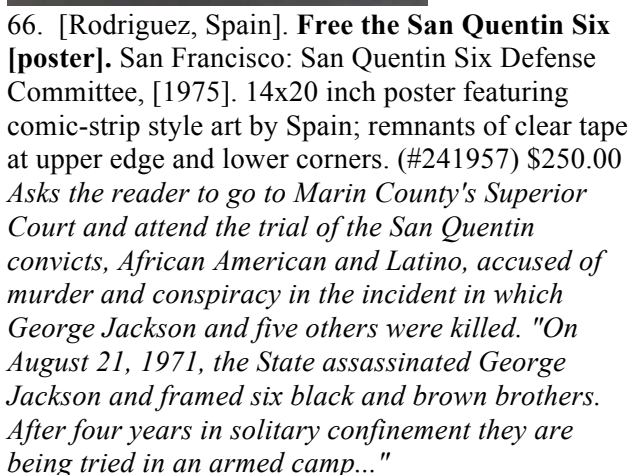 66.  [Rodriguez, Spain]. Free the San Quentin Six
[poster]. San Francisco: San Quentin Six Defense
Committee, [1975]. 14x20 inch poster featuring
comic-strip style art by Spain; remnants of clear tape
at upper edge and lower corners. (#241957) $250.00
Asks the reader to go to Marin County's Superior
Court and attend the trial of the San Quentin
convicts, African American and Latino, accused of
murder and conspiracy in the incident in which
George Jackson and five others were killed. "On
August 21, 1971, the State assassinated George
Jackson and framed six black and brown brothers.
After four years in solitary confinement they are
being tried in an armed camp..."